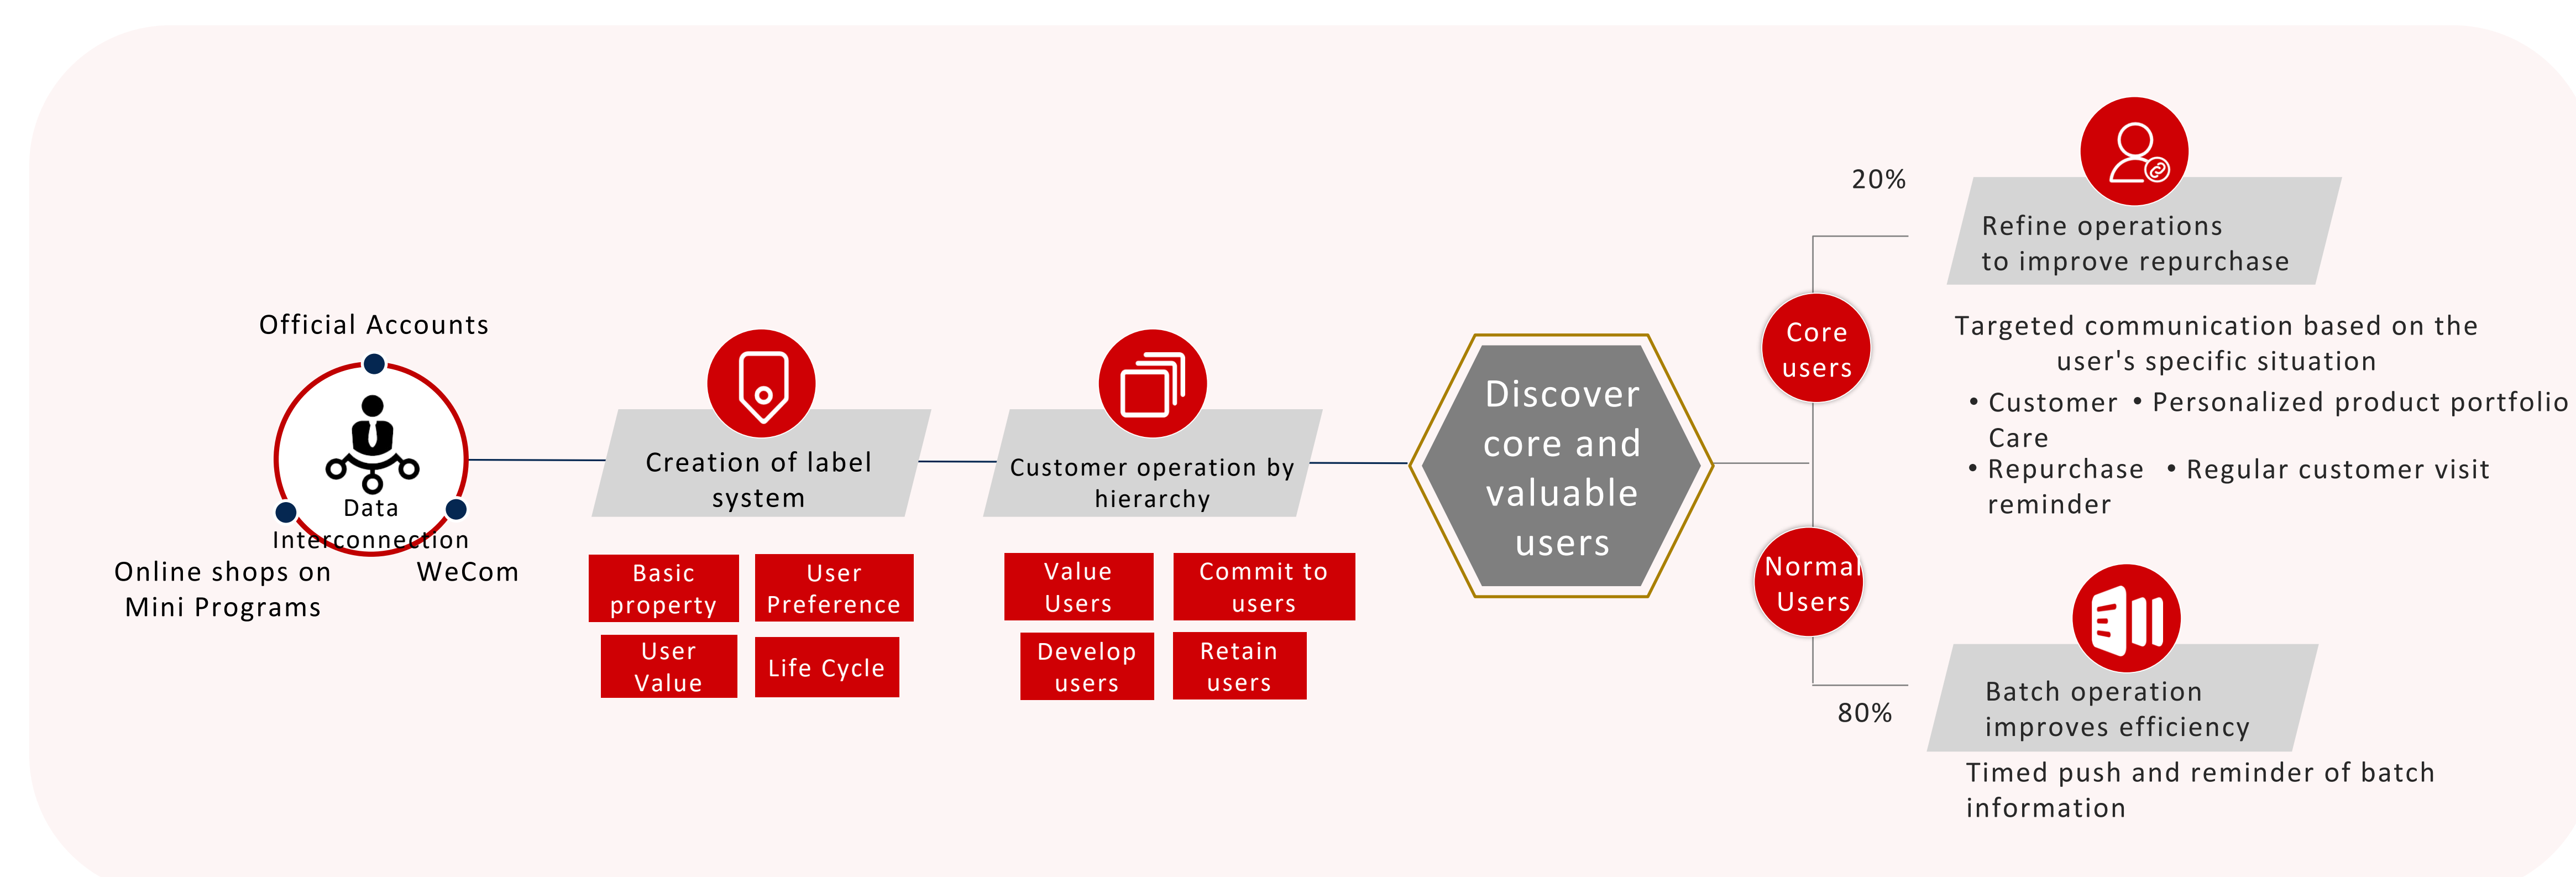 Official Accounts
Data
Interconnection
Online shops on
Mini Programs
WeCom
Creation of label
system
Basic
property
User
Preference
User
Value
Life Cycle
Customer operation by
hierarchy
Value
Users
Commit to
users
Develop
users
Retain
users
Discover
core and
valuable
users
Core
users
Normal
Users
20%
Refine operations
to improve repurchase
Targeted communication based on the
user's specific situation
• Customer
Care
• Personalized product portfolio
• Repurchase
reminder
• Regular customer visit
80%
Batch operation
improves efficiency
Timed push and reminder of batch
information